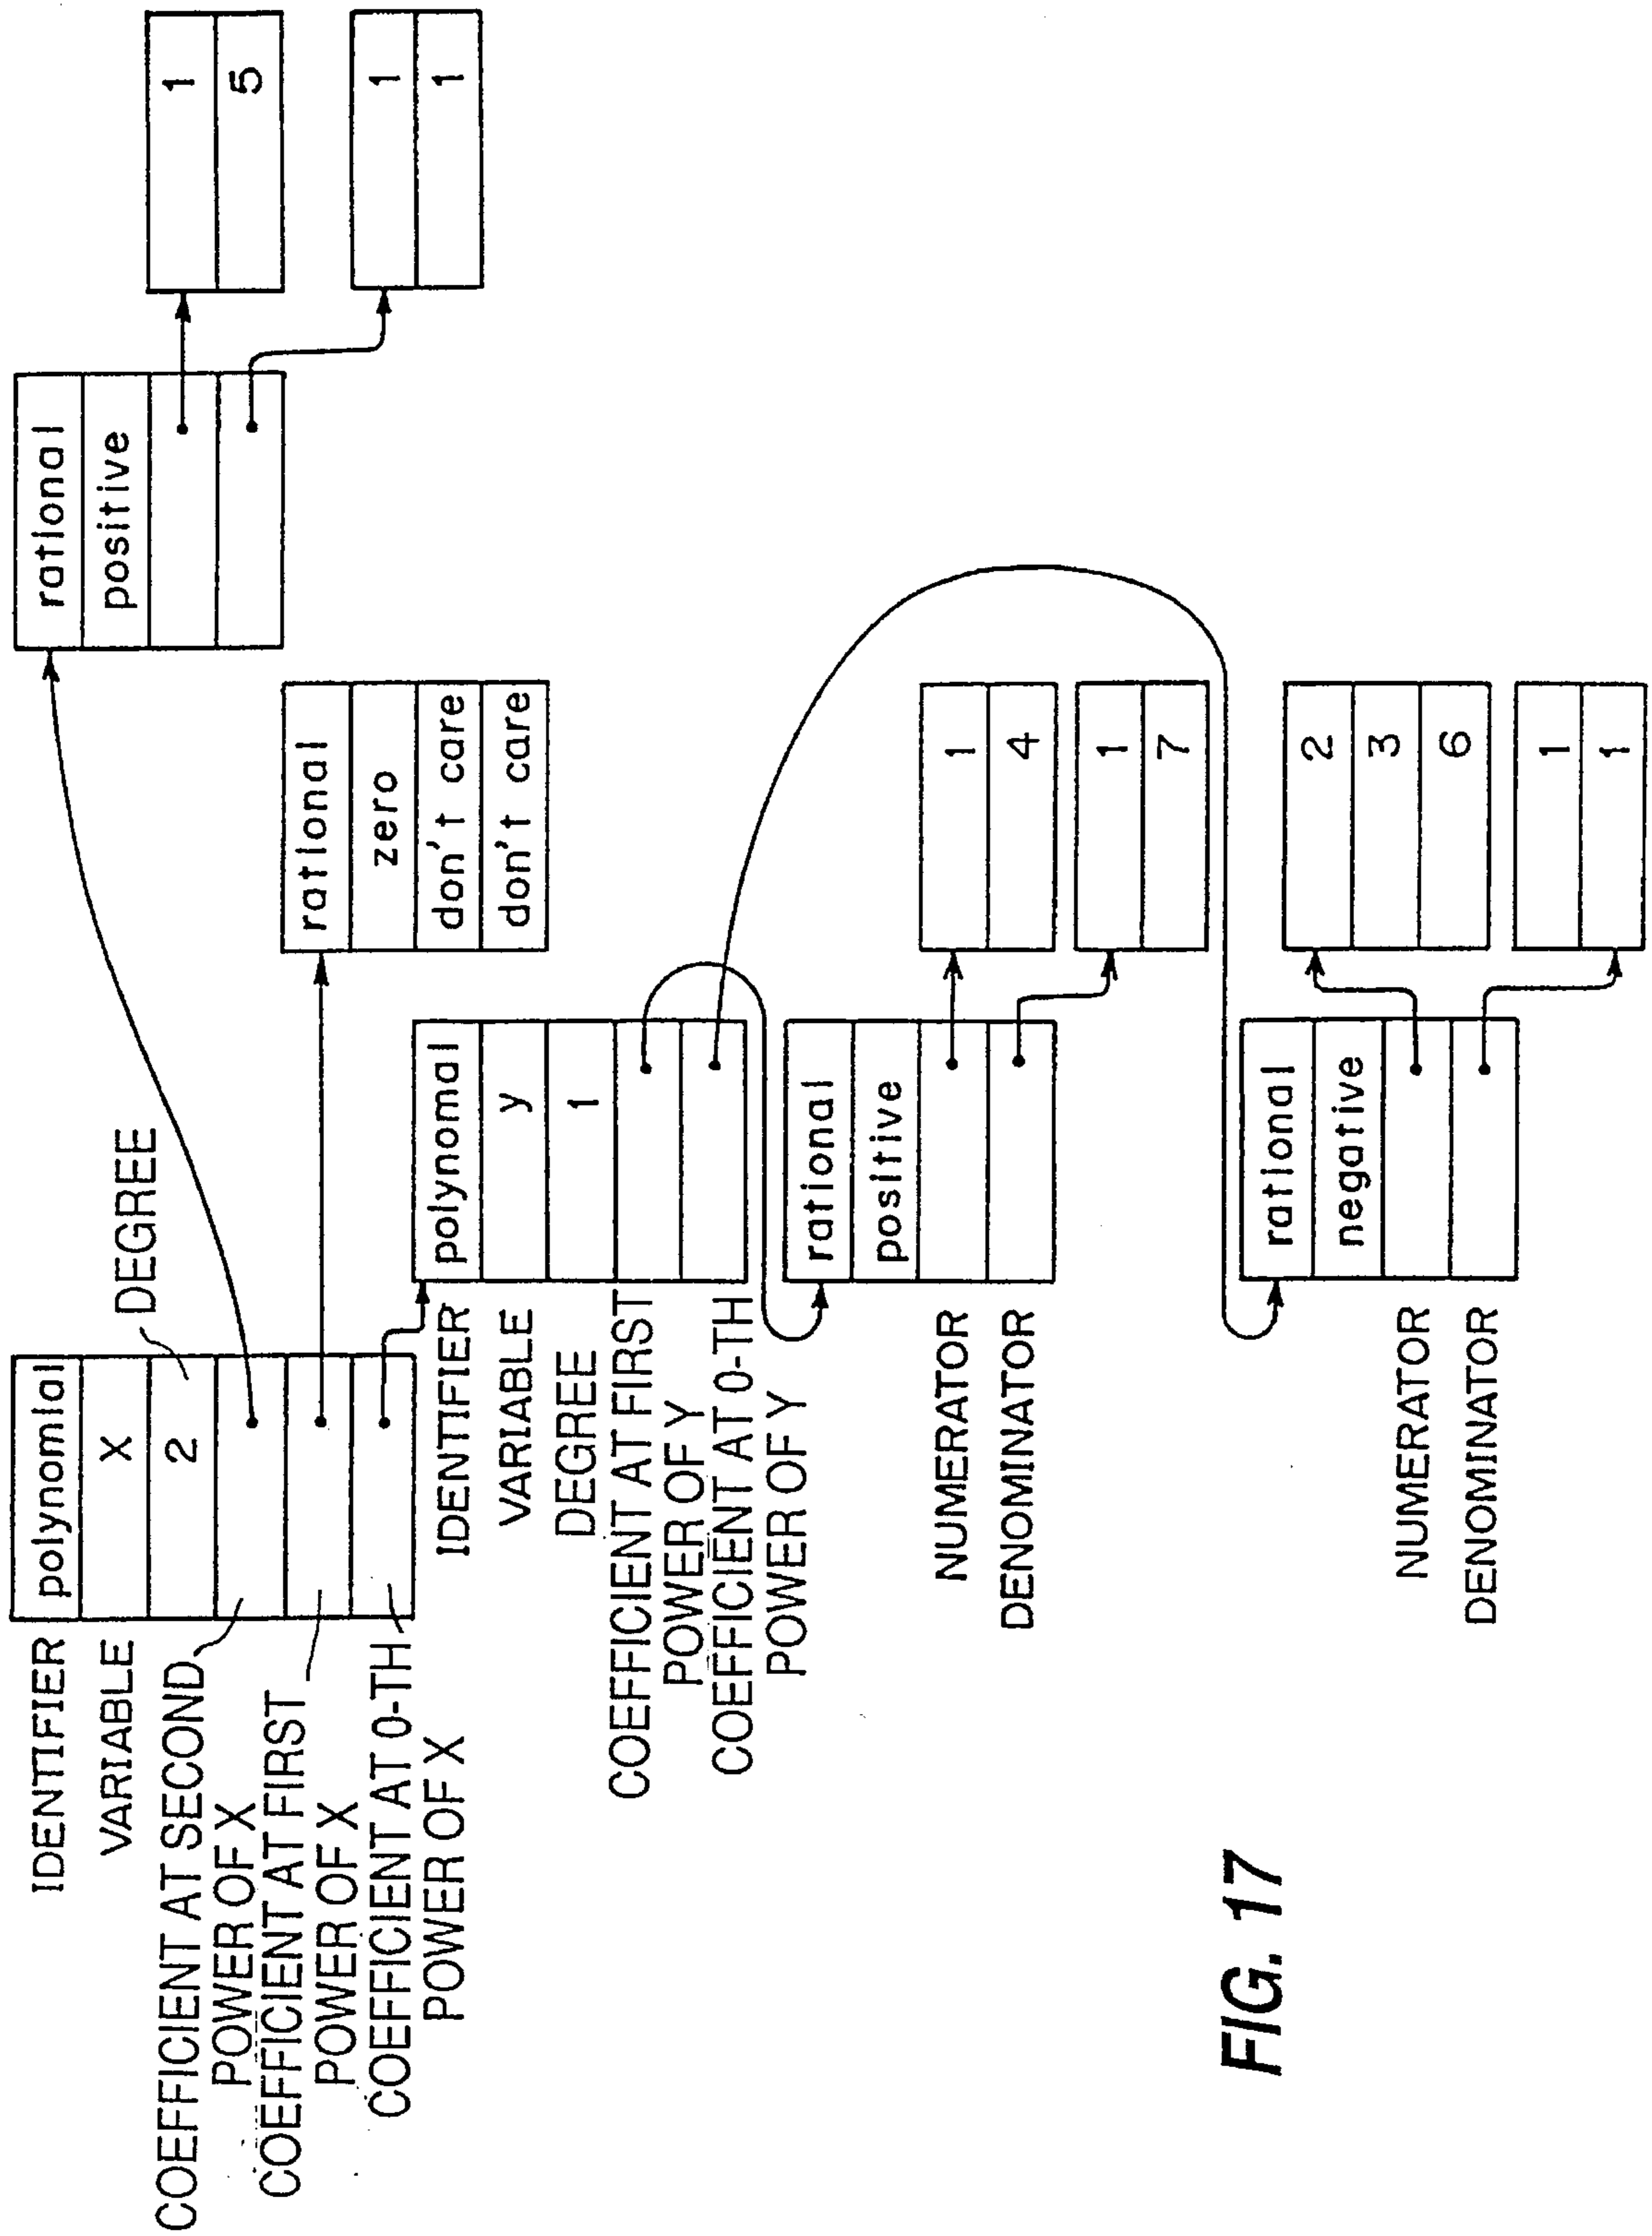 IDENTIFIER
VARIABLE
COEFFICIENT AT SECOND
POWER OF X
COEFFICIENT AT FIRST
POWER OF X
COEFFICIENT AT 0-TH
POWER OF X
polynomial
X
2
DEGREE
rational
positive
1
5
1
1
rational
zero
don't care
don't care
IDENTIFIER
VARIABLE
DEGREE
COEFFICIENT AT FIRST
POWER OF Y
COEFFICIENT AT 0-TH
POWER OF Y
polynomal
y
1
rational
positive
NUMERATOR
DENOMINATOR
1
4
1
7
rational
negative
NUMERATOR
DENOMINATOR
2
3
6
1
1
FIG. 17